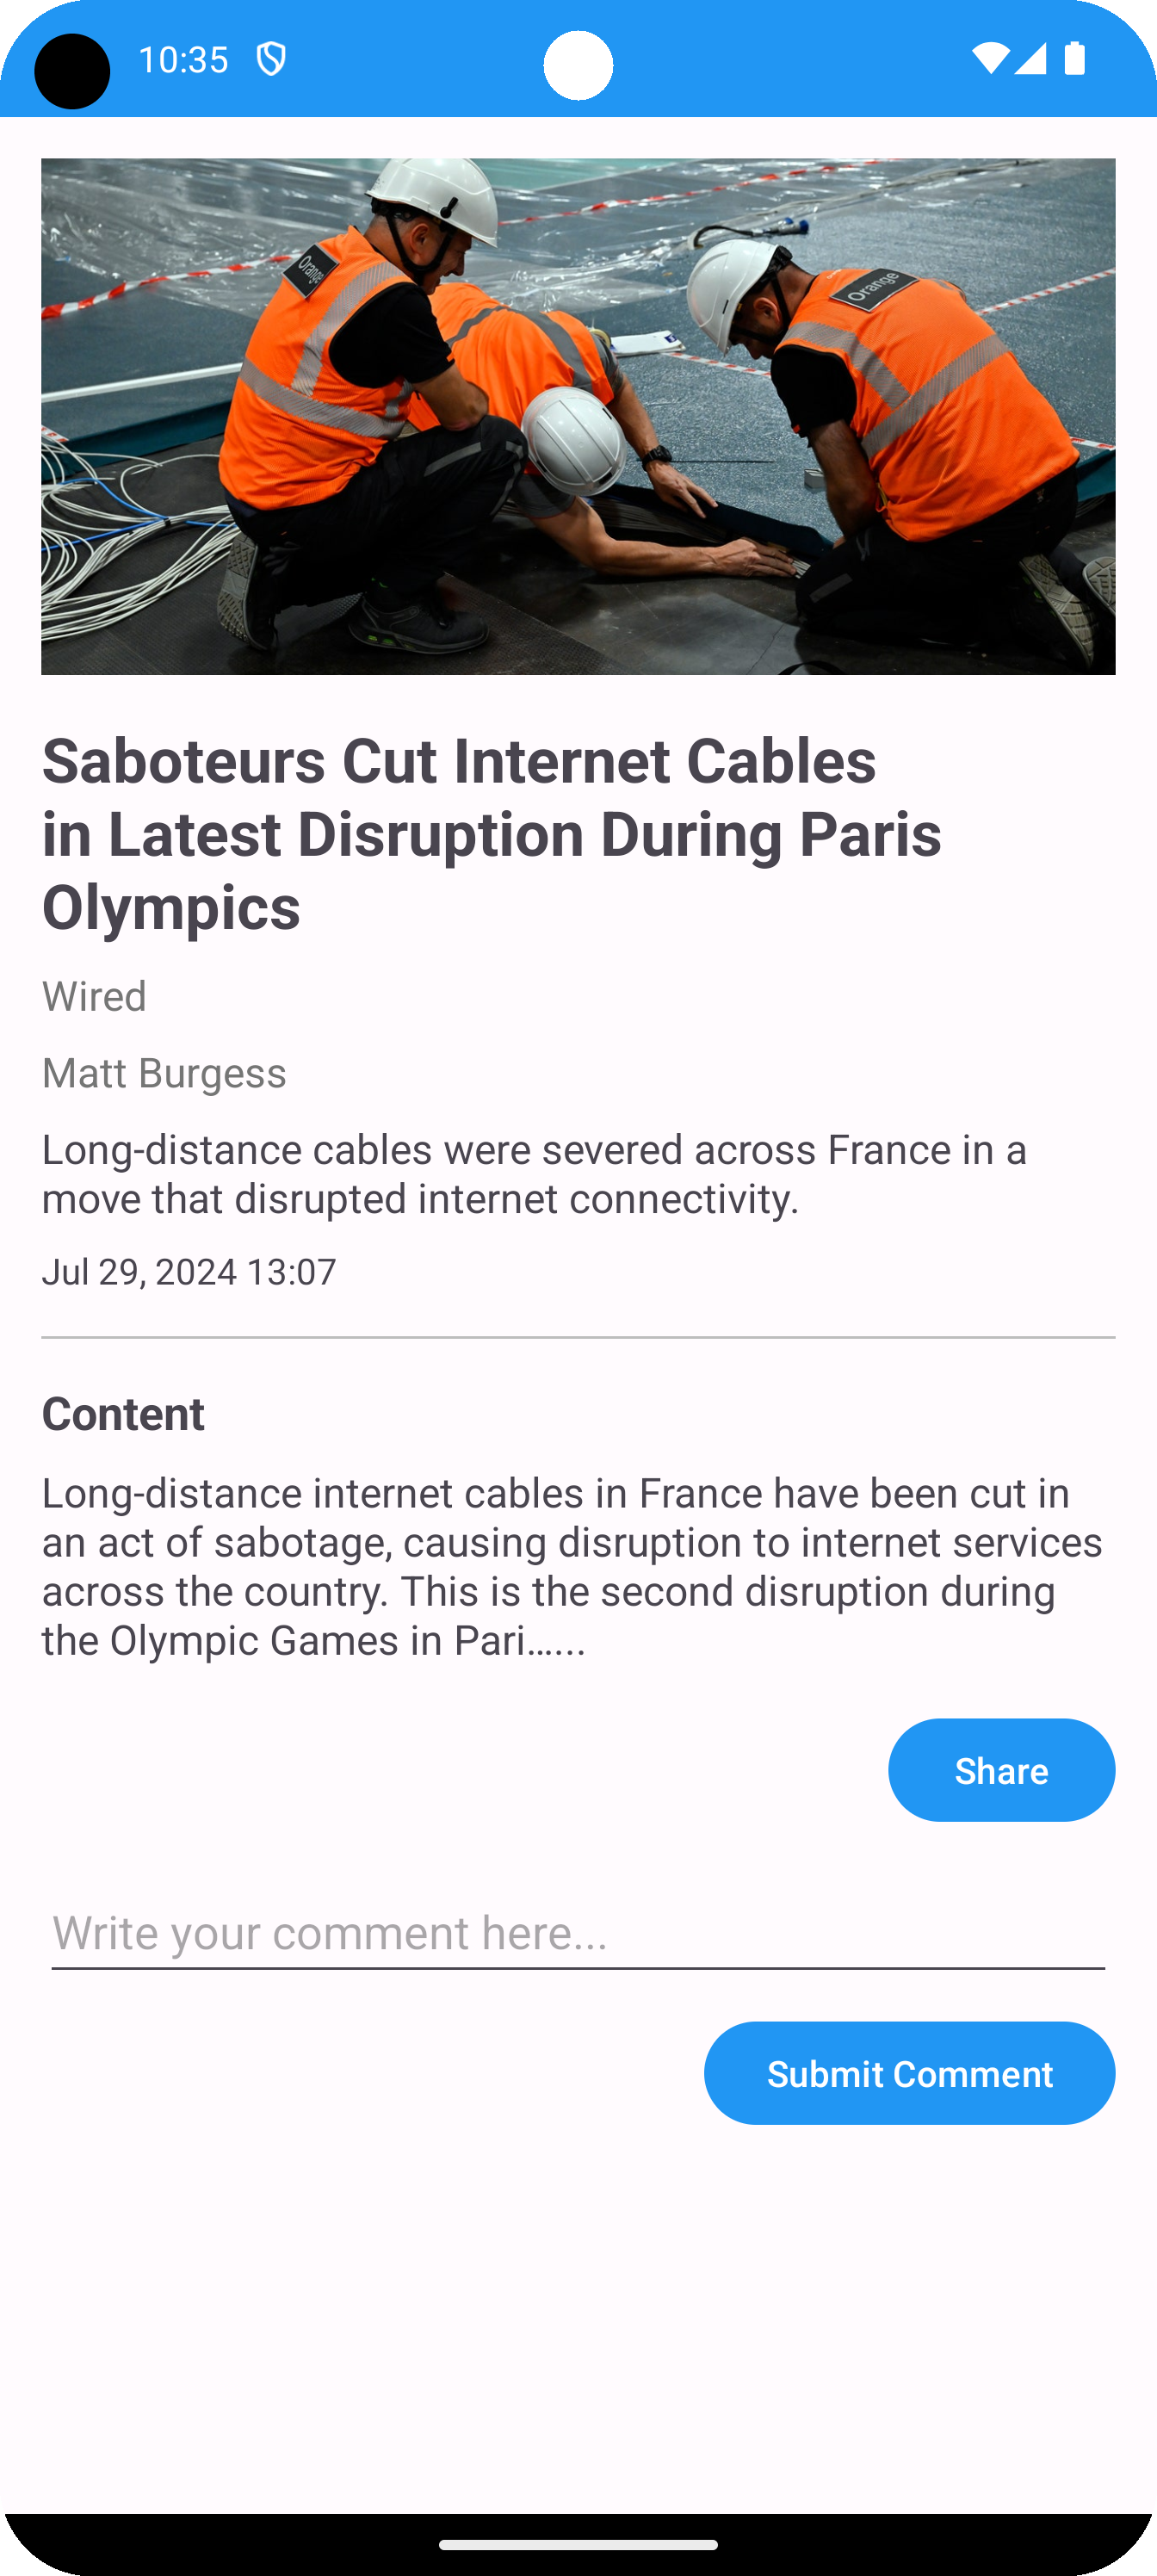 10:35
Orange
Orange
Saboteurs Cut Internet Cables
in Latest Disruption During Paris
Olympics
Wired
Matt Burgess
Long-distance cables were severed across France in a
move that disrupted internet connectivity.
Jul 29, 2024 13:07
Content
Long-distance internet cables in France have been cut in
an act of sabotage, causing disruption to internet services
across the country. This is the second disruption during
the Olympic Games in Pari…...
Share
Write your comment here...
Submit Comment